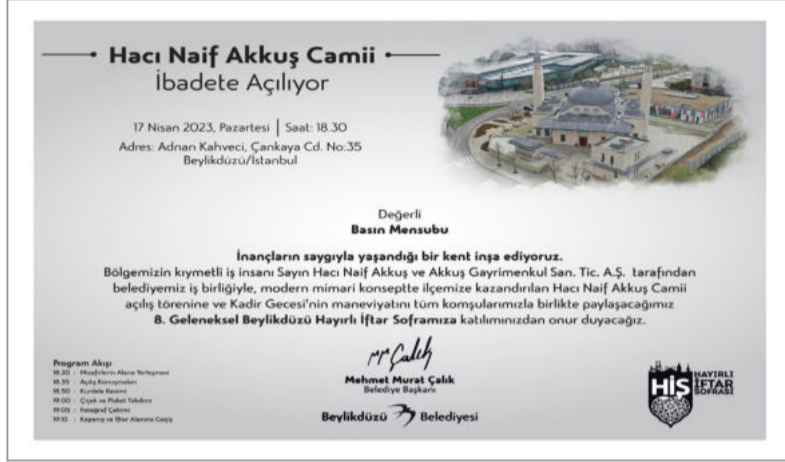 Hacı Naif Akkuş Camii
İbadete Açılıyor
17 Nisan 2023, Pazartesi | Saat: 18.30
Adres: Adnan Kahveci, Çankaya Cd. No:35
Beylikdüzü/İstanbul
Değerli
Basın Mensubu
İnançların saygıyla yaşandığı bir kent inşa ediyoruz.
Bölgemizin kıymetli iş insanı Sayın Hacı Naif Akkuş ve Akkuş Gayrimenkul San. Tic. A.Ş. tarafından
belediyemiz iş birliğiyle, modern mimari konseptte ilçemize kazandırılan Hacı Naif Akkuş Camii
açılış törenine ve Kadir Gecesi'nin maneviyatını tüm komşularımızla birlikte paylaşacağımız
8. Geleneksel Beylikdüzü Hayırlı İftar Soframıza katılımınızdan onur duyacağız.
Program Akışı
18.30 : Misafirlerin Alana Yerleşmesi
18.35 : Açılış Konuşmaları
18.50 : Kurdele Kesimi
19.00 : Çiçek ve Plaket Takdimi
19.05 : Fotoğraf Çekimi
19.10 : Kapanış ve İftar Alanına Geçiş
Mehmet Murat Çalık
Belediye Başkanı
Beylikdüzü Belediyesi
HİS
HAYIRLI
İFTAR
SOFRASI